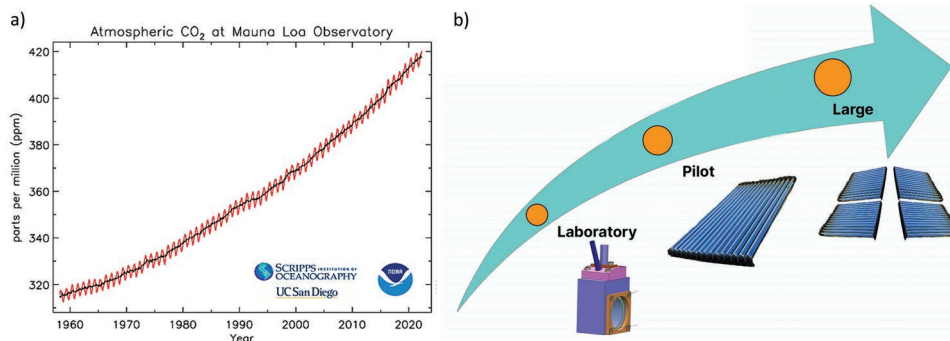 a)
Atmospheric CO₂ at Mauna Loa Observatory
parts per million (ppm)
420
400
380
360
340
320
1960
1970
1980
1990
2000
2010
2020
Year
SCRIPPS INSTITUTION OF
OCEANOGRAPHY
UC San Diego
NOAA
b)
Large
Pilot
Laboratory